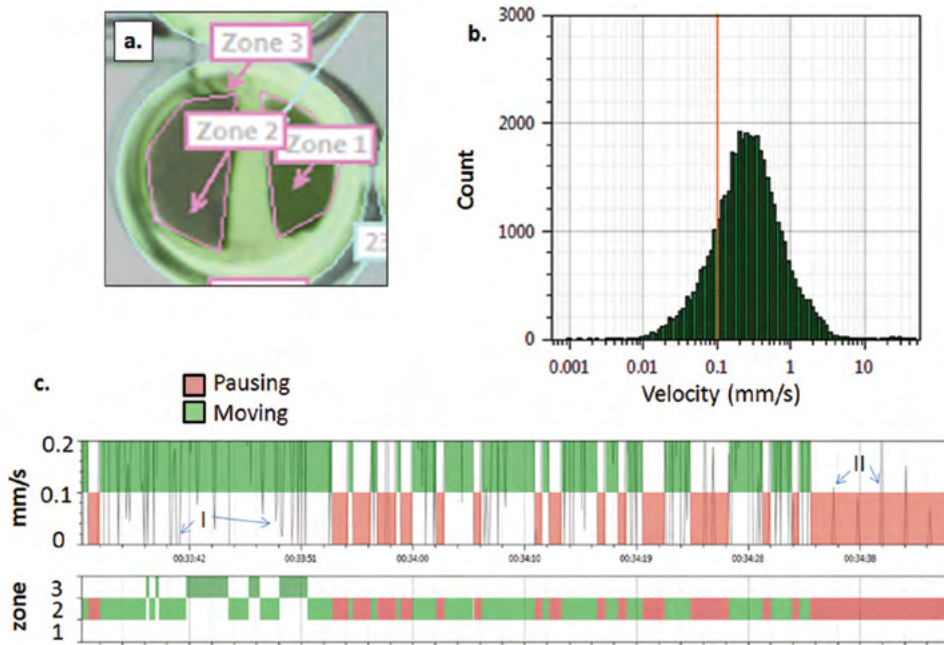 a.
Zone 3
Zone 2
Zone 1
23
b.
3000
2000
1000
0
Count
0.001 0.01 0.1 1 10
Velocity (mm/s)
c.
Pausing
Moving
0.2
0.1
0
mm/s
I
II
00:33:42 00:33:51 00:34:00 00:34:10 00:34:19 00:34:28 00:34:38
3
2
1
zone